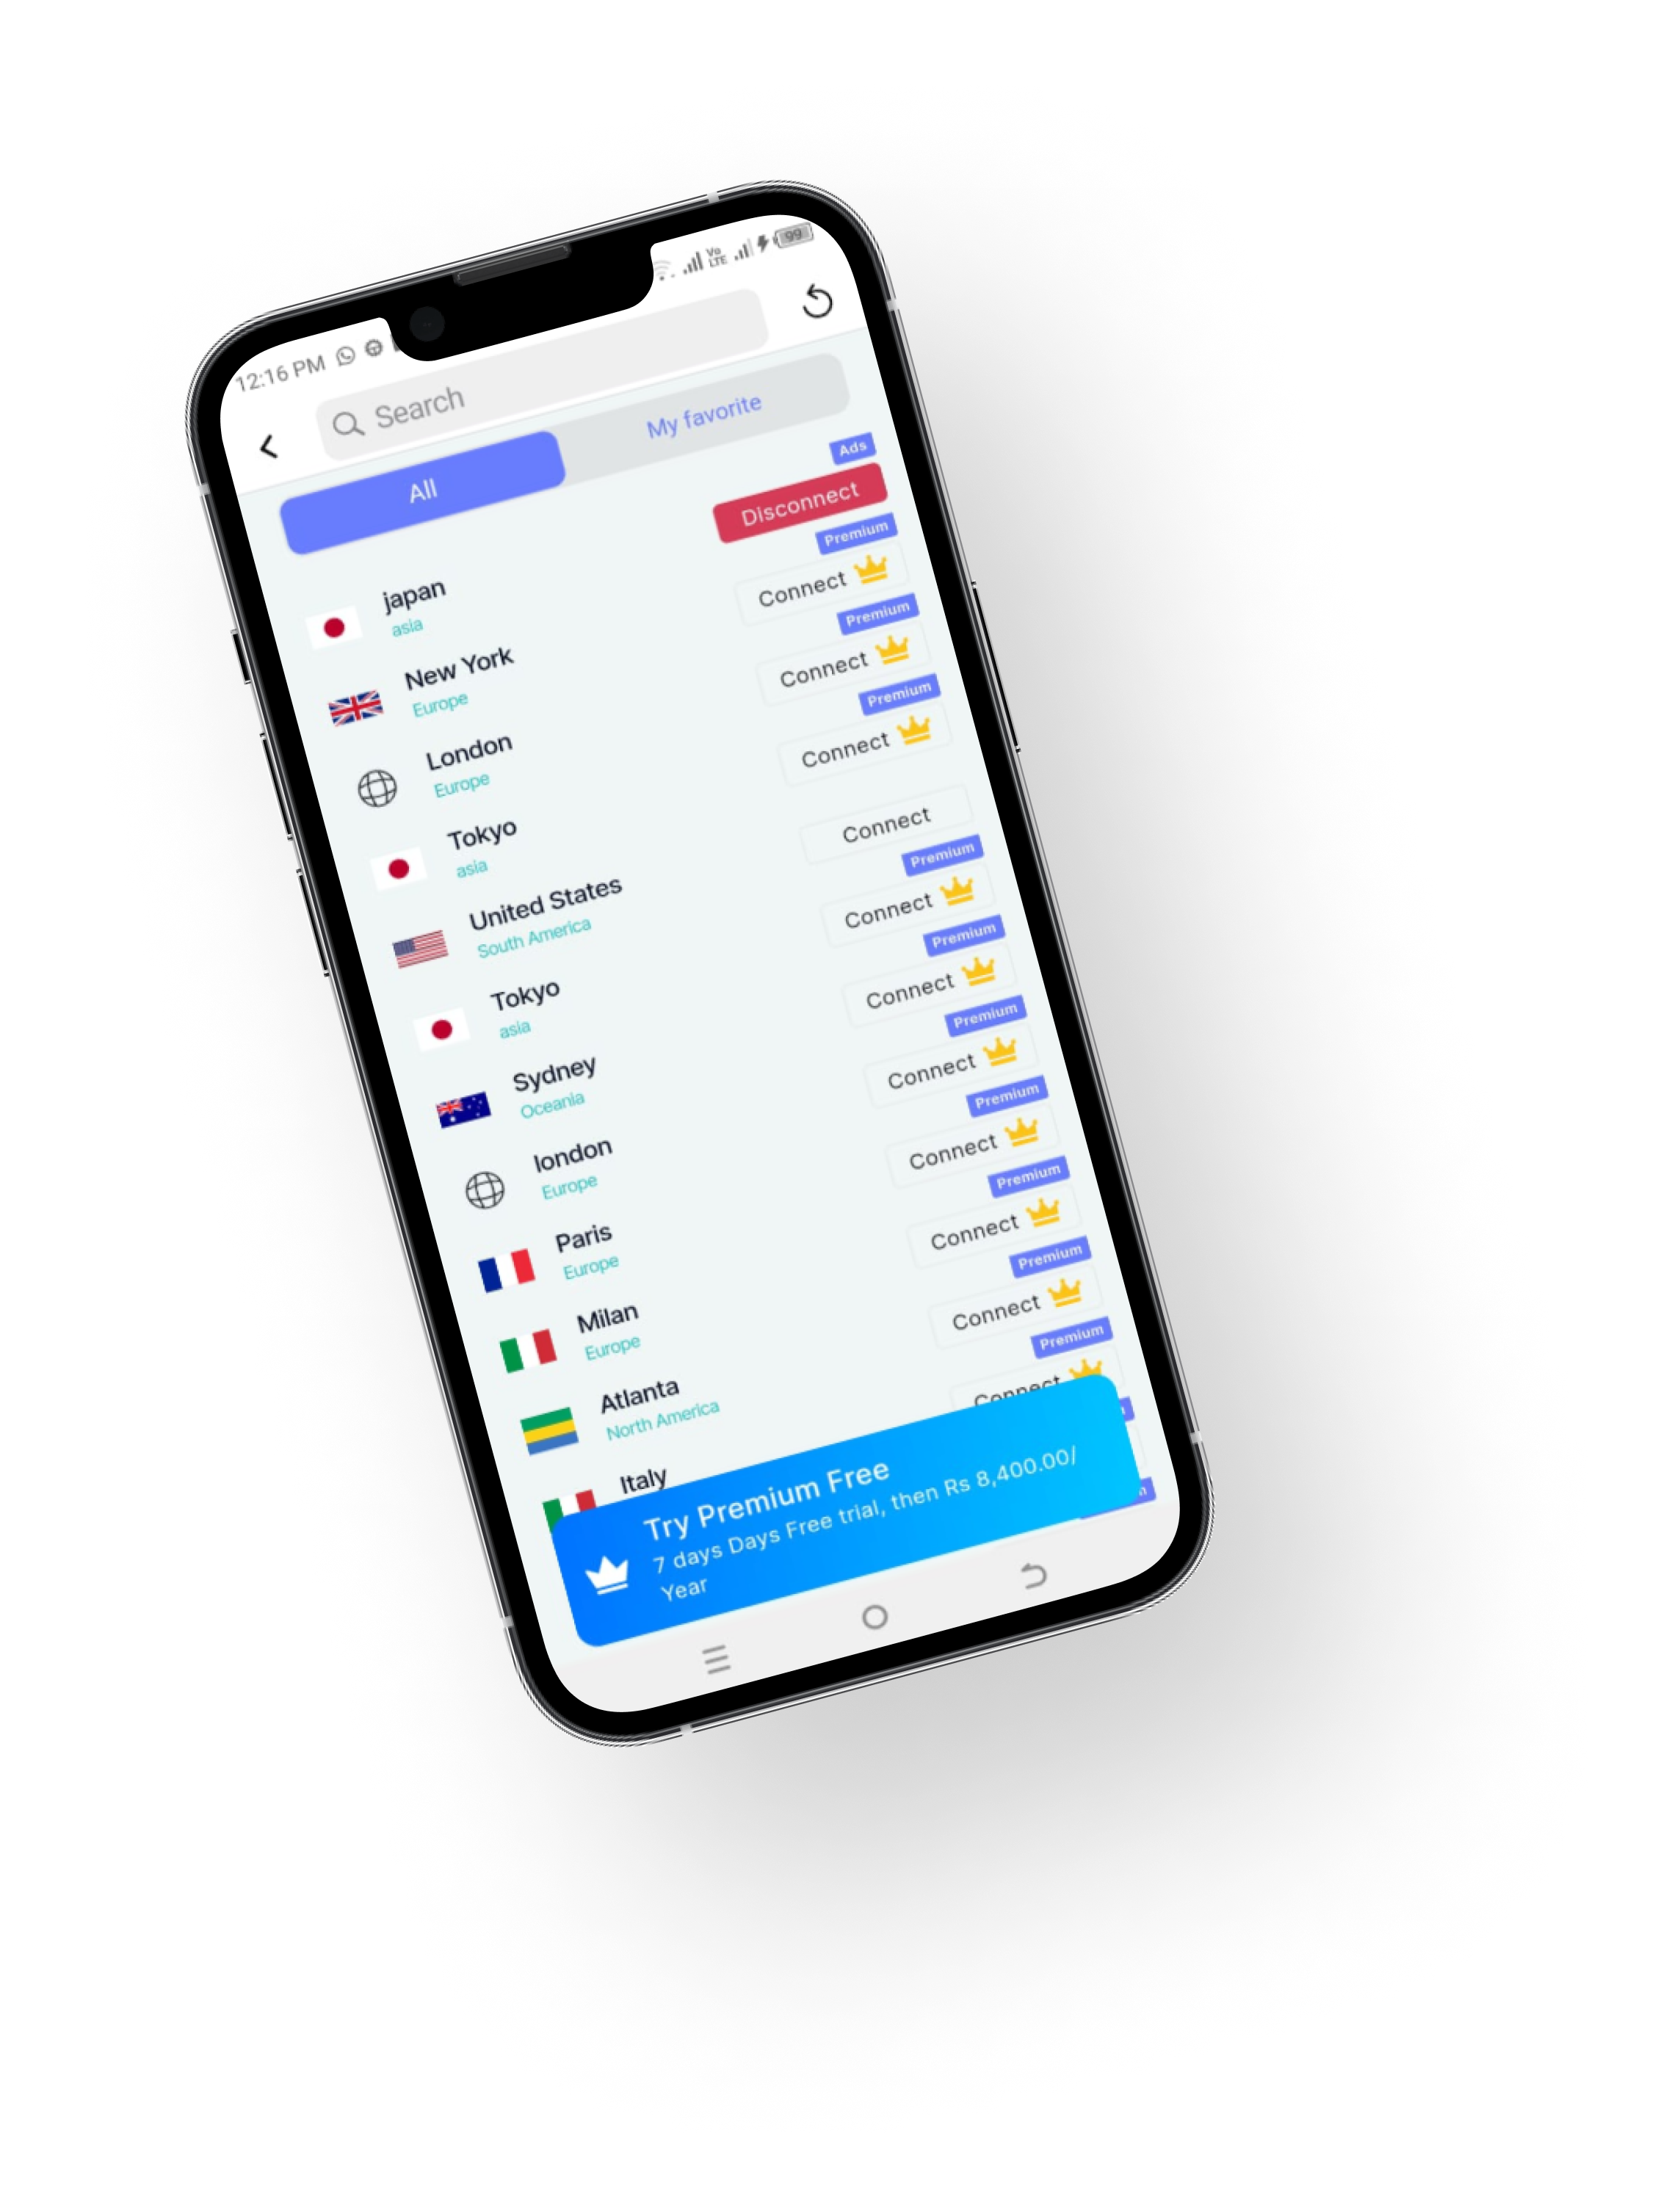 12:16 PM
Vo
LTE
99
Search
All
My favorite
Ads
japan
asia
Disconnect
Premium
New York
Europe
Connect
Premium
London
Europe
Connect
Premium
Tokyo
asia
Connect
United States
South America
Connect
Premium
Tokyo
asia
Connect
Premium
Sydney
Oceania
Connect
Premium
london
Europe
Connect
Premium
Paris
Europe
Connect
Premium
Milan
Europe
Connect
Premium
Atlanta
North America
Connect
Premium
Italy
Connect
Try Premium Free
7 days Days Free trial, then Rs 8,400.00/
Year